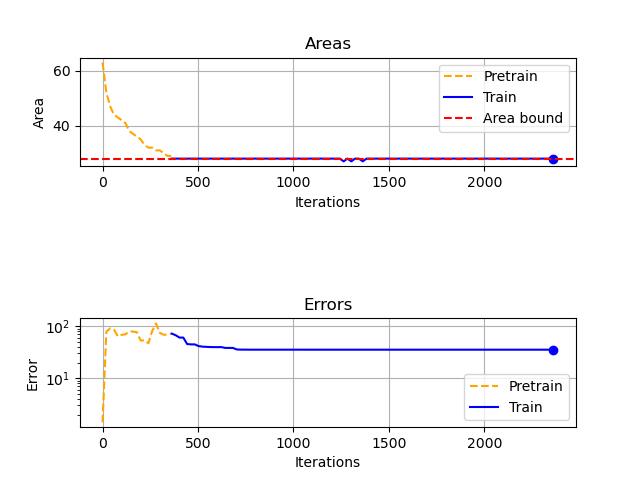 Areas
Area
60
40
Pretrain
Train
Area bound
0 500 1000 1500 2000
Iterations
Errors
Error
10²
10¹
Pretrain
Train
0 500 1000 1500 2000
Iterations